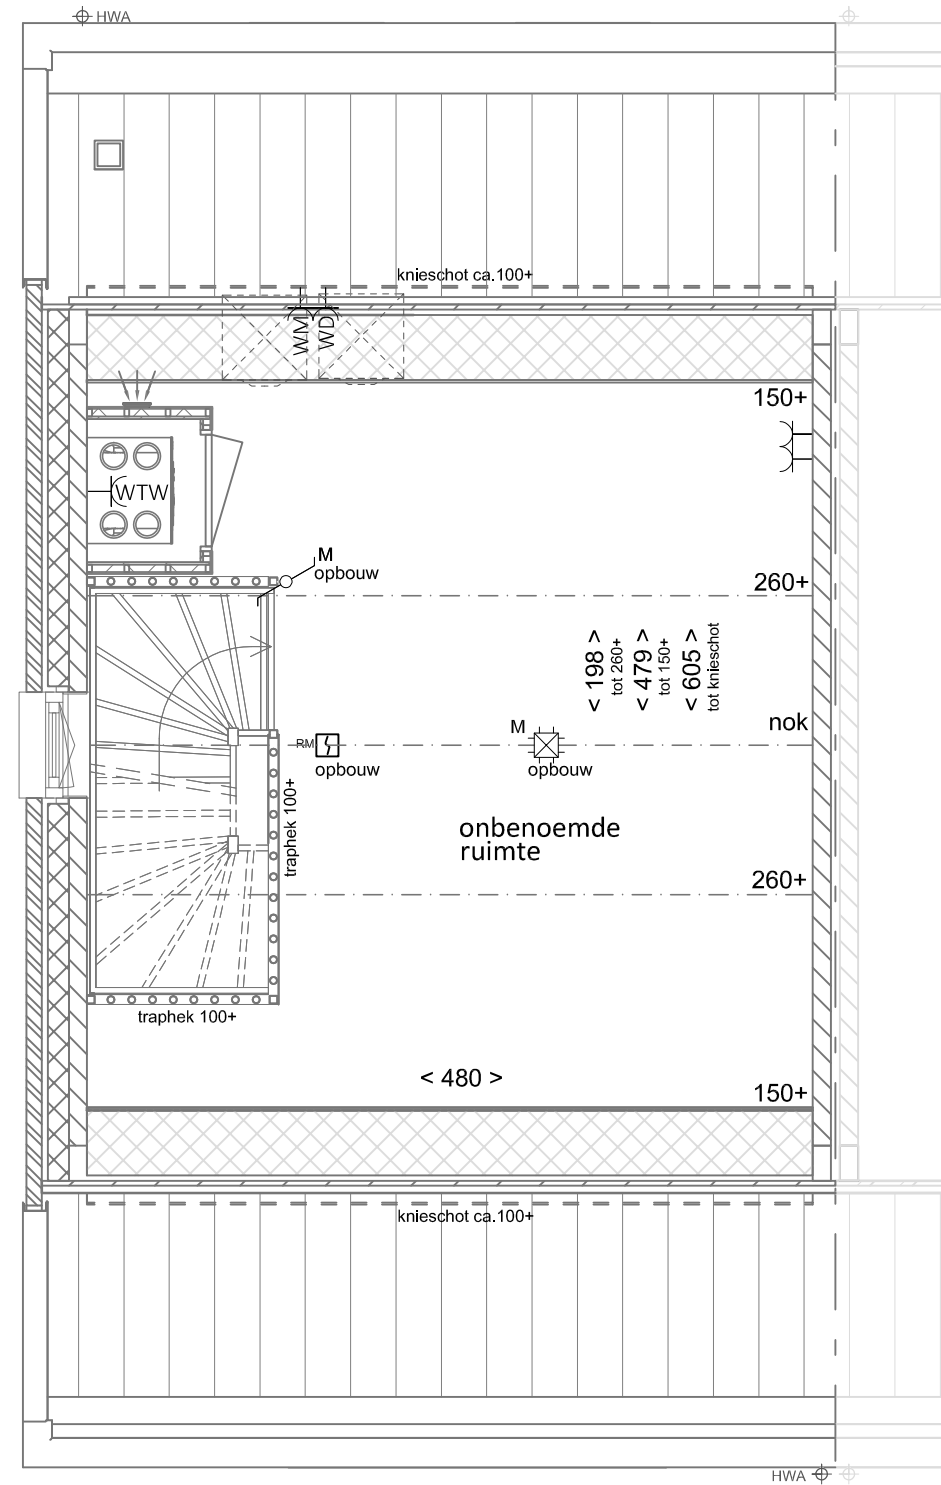 HWA
knieschot ca.100+
WM
WD
150+
WTW
M
opbouw
260+
< 198 >
tot 260+
< 479 >
tot 150+
< 605 >
tot knieschot
nok
M
RM
opbouw
opbouw
traphek 100+
onbenoemde
ruimte
260+
traphek 100+
< 480 >
150+
knieschot ca.100+
HWA